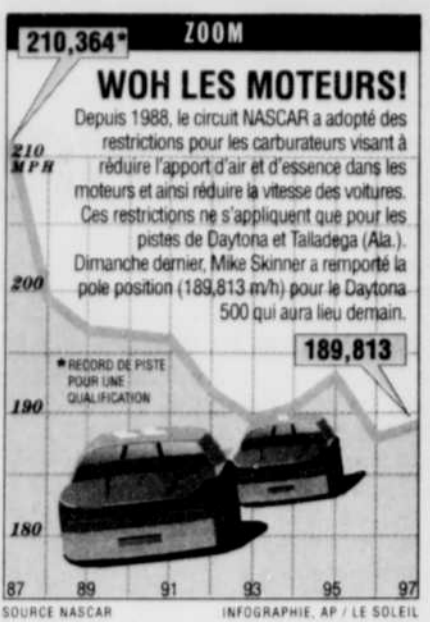 ZOOM
210,364*
WOH LES MOTEURS!
Depuis 1988, le circuit NASCAR a adopté des
restrictions pour les carburateurs visant à
réduire l'apport d'air et d'essence dans les
moteurs et ainsi réduire la vitesse des voitures.
Ces restrictions ne s'appliquent que pour les
pistes de Daytona et Talladega (Ala.).
Dimanche dernier, Mike Skinner a remporté la
pole position (189,813 m/h) pour le Daytona
500 qui aura lieu demain.
210
MPH
200
190
180
189,813
* RECORD DE PISTE
POUR UNE
QUALIFICATION
87 89 91 93 95 97
SOURCE NASCAR
INFOGRAPHIE, AP / LE SOLEIL